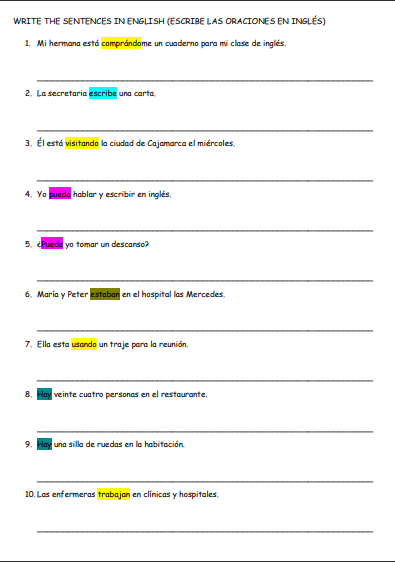 WRITE THE SENTENCES IN ENGLISH (ESCRIBE LAS ORACIONES EN INGLÉS)
1. Mi hermana está comprándome un cuaderno para mi clase de inglés.
2. La secretaria escribe una carta.
3. Él está visitando la ciudad de Cajamarca el miércoles.
4. Yo puedo hablar y escribir en inglés.
5. ¿Puedo yo tomar un descanso?
6. María y Peter estaban en el hospital las Mercedes.
7. Ella esta usando un traje para la reunión.
8. Hay veinte cuatro personas en el restaurante.
9. Hay una silla de ruedas en la habitación.
10. Las enfermeras trabajan en clínicas y hospitales.